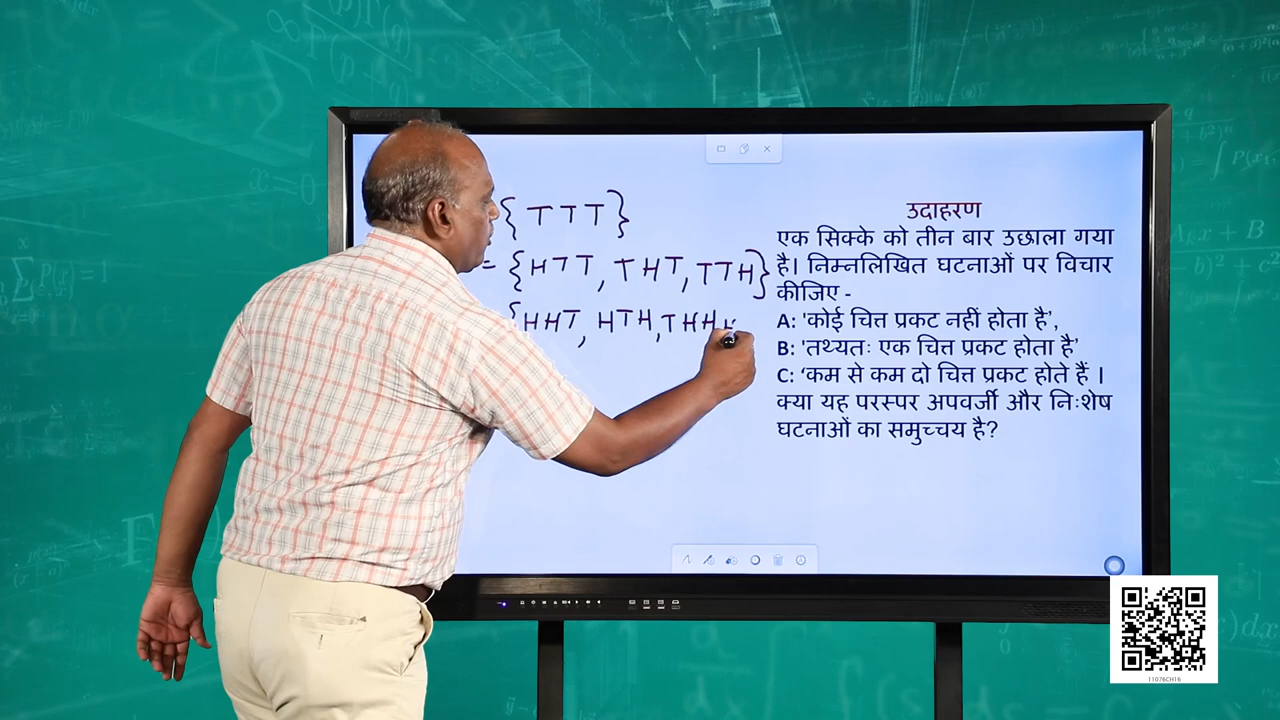 {TTT}
= {HTT, THT, TTH}
{HHT, HTH, THH
उदाहरण
एक सिक्के को तीन बार उछाला गया
है। निम्नलिखित घटनाओं पर विचार
कीजिए -
A: 'कोई चित्त प्रकट नहीं होता है',
B: 'तथ्यतः एक चित्त प्रकट होता है'
C: ‘कम से कम दो चित्त प्रकट होते हैं ।
क्या यह परस्पर अपवर्जी और निःशेष
घटनाओं का समुच्चय है?
11076CH16